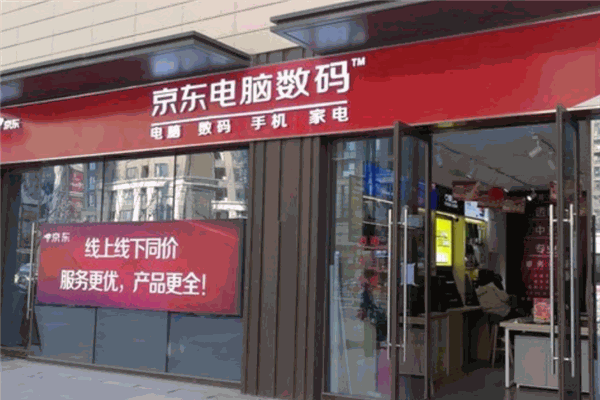 京东
京东电脑数码™
电脑 数码 手机 家电
京东
线上线下同价
服务更优，产品更全！